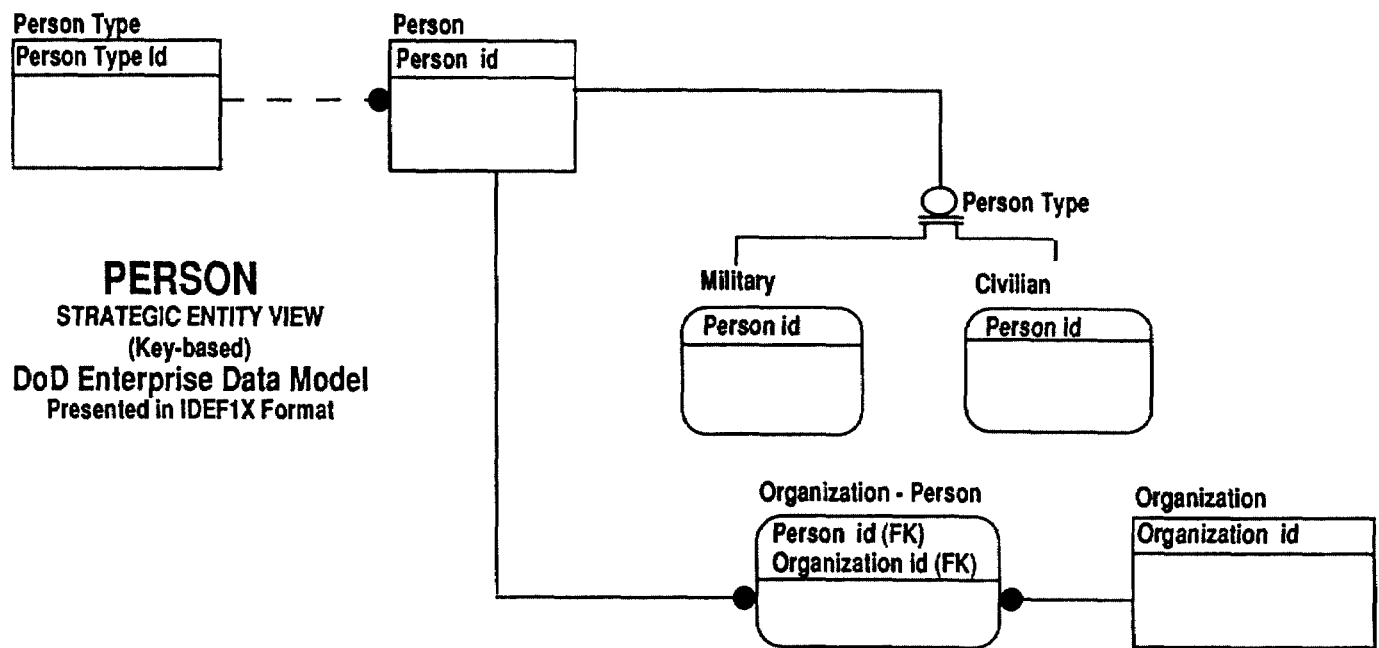 Person Type
Person Type Id
Person
Person id
Person Type
PERSON
STRATEGIC ENTITY VIEW
(Key-based)
DoD Enterprise Data Model
Presented in IDEF1X Format
Military
Person id
Civilian
Person id
Organization - Person
Person id (FK)
Organization id (FK)
Organization
Organization id